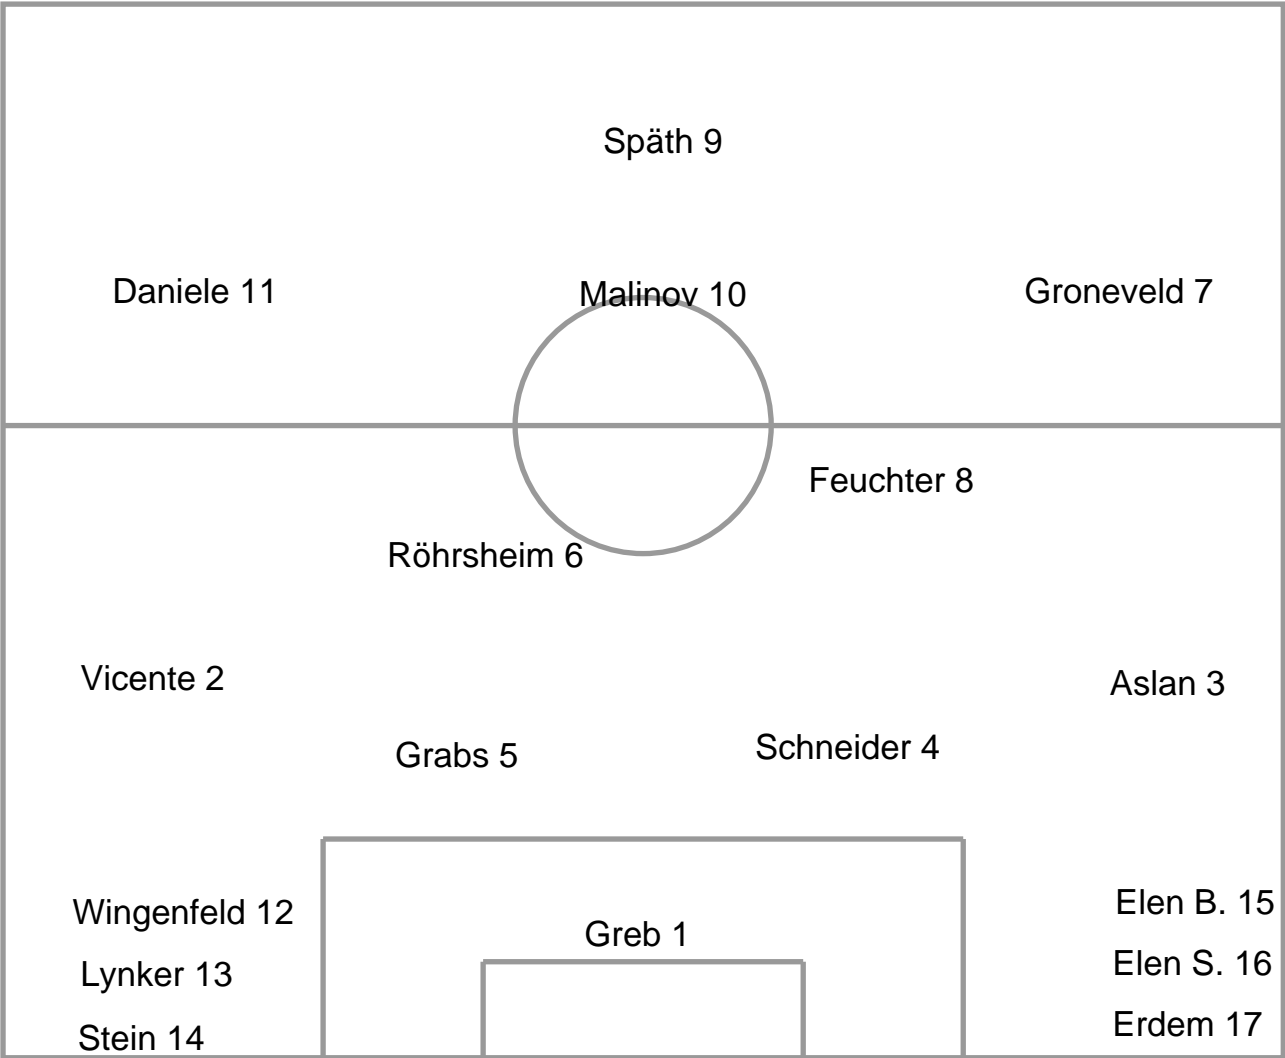 Späth 9
Daniele 11
Malinov 10
Groneveld 7
Feuchter 8
Röhrsheim 6
Vicente 2
Aslan 3
Grabs 5
Schneider 4
Wingenfeld 12
Elen B. 15
Greb 1
Lynker 13
Elen S. 16
Stein 14
Erdem 17